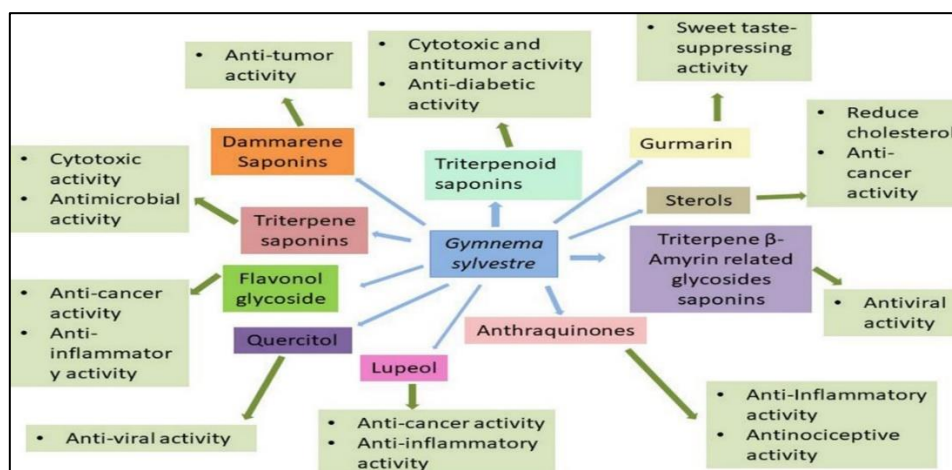 • Anti-tumor
activity
• Cytotoxic and
antitumor activity
• Anti-diabetic
activity
• Sweet taste-
suppressing
activity
Dammarene
Saponins
Triterpenoid
saponins
Gurmarin
• Reduce
cholesterol
• Anti-
cancer
activity
• Cytotoxic
activity
• Antimicrobial
activity
Triterpene
saponins
Gymnema
sylvestre
Sterols
Triterpene β-
Amyrin related
glycosides saponins
• Antiviral
activity
Flavonol
glycoside
• Anti-cancer
activity
• Anti-
inflammator
y activity
Quercitol
Lupeol
Anthraquinones
• Anti-viral activity
• Anti-cancer activity
• Anti-inflammatory
activity
• Anti-Inflammatory
activity
• Antinociceptive
activity